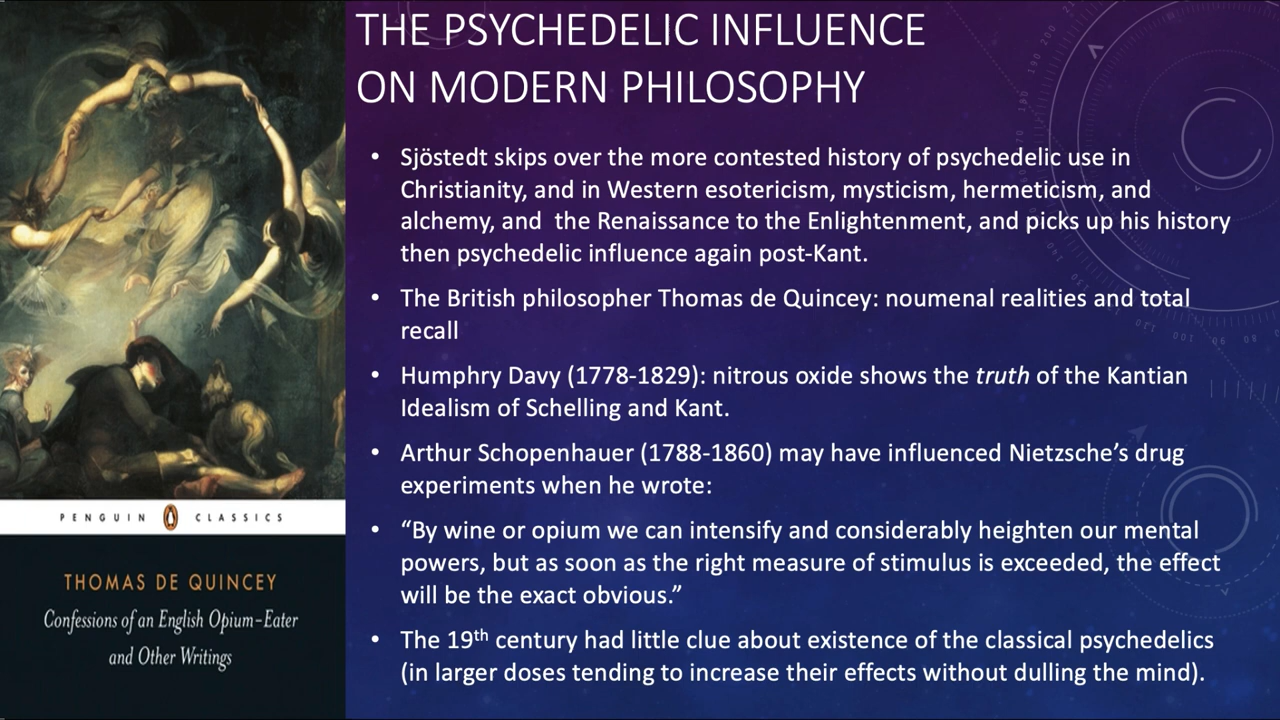 THE PSYCHEDELIC INFLUENCE
ON MODERN PHILOSOPHY
• Sjöstedt skips over the more contested history of psychedelic use in
Christianity, and in Western esotericism, mysticism, hermeticism, and
alchemy, and  the Renaissance to the Enlightenment, and picks up his history
then psychedelic influence again post-Kant.
• The British philosopher Thomas de Quincey: noumenal realities and total
recall
• Humphry Davy (1778-1829): nitrous oxide shows the truth of the Kantian
Idealism of Schelling and Kant.
• Arthur Schopenhauer (1788-1860) may have influenced Nietzsche’s drug
experiments when he wrote:
• “By wine or opium we can intensify and considerably heighten our mental
powers, but as soon as the right measure of stimulus is exceeded, the effect
will be the exact obvious.”
• The 19th century had little clue about existence of the classical psychedelics
(in larger doses tending to increase their effects without dulling the mind).
PENGUIN CLASSICS
THOMAS DE QUINCEY
Confessions of an English Opium-Eater
and Other Writings